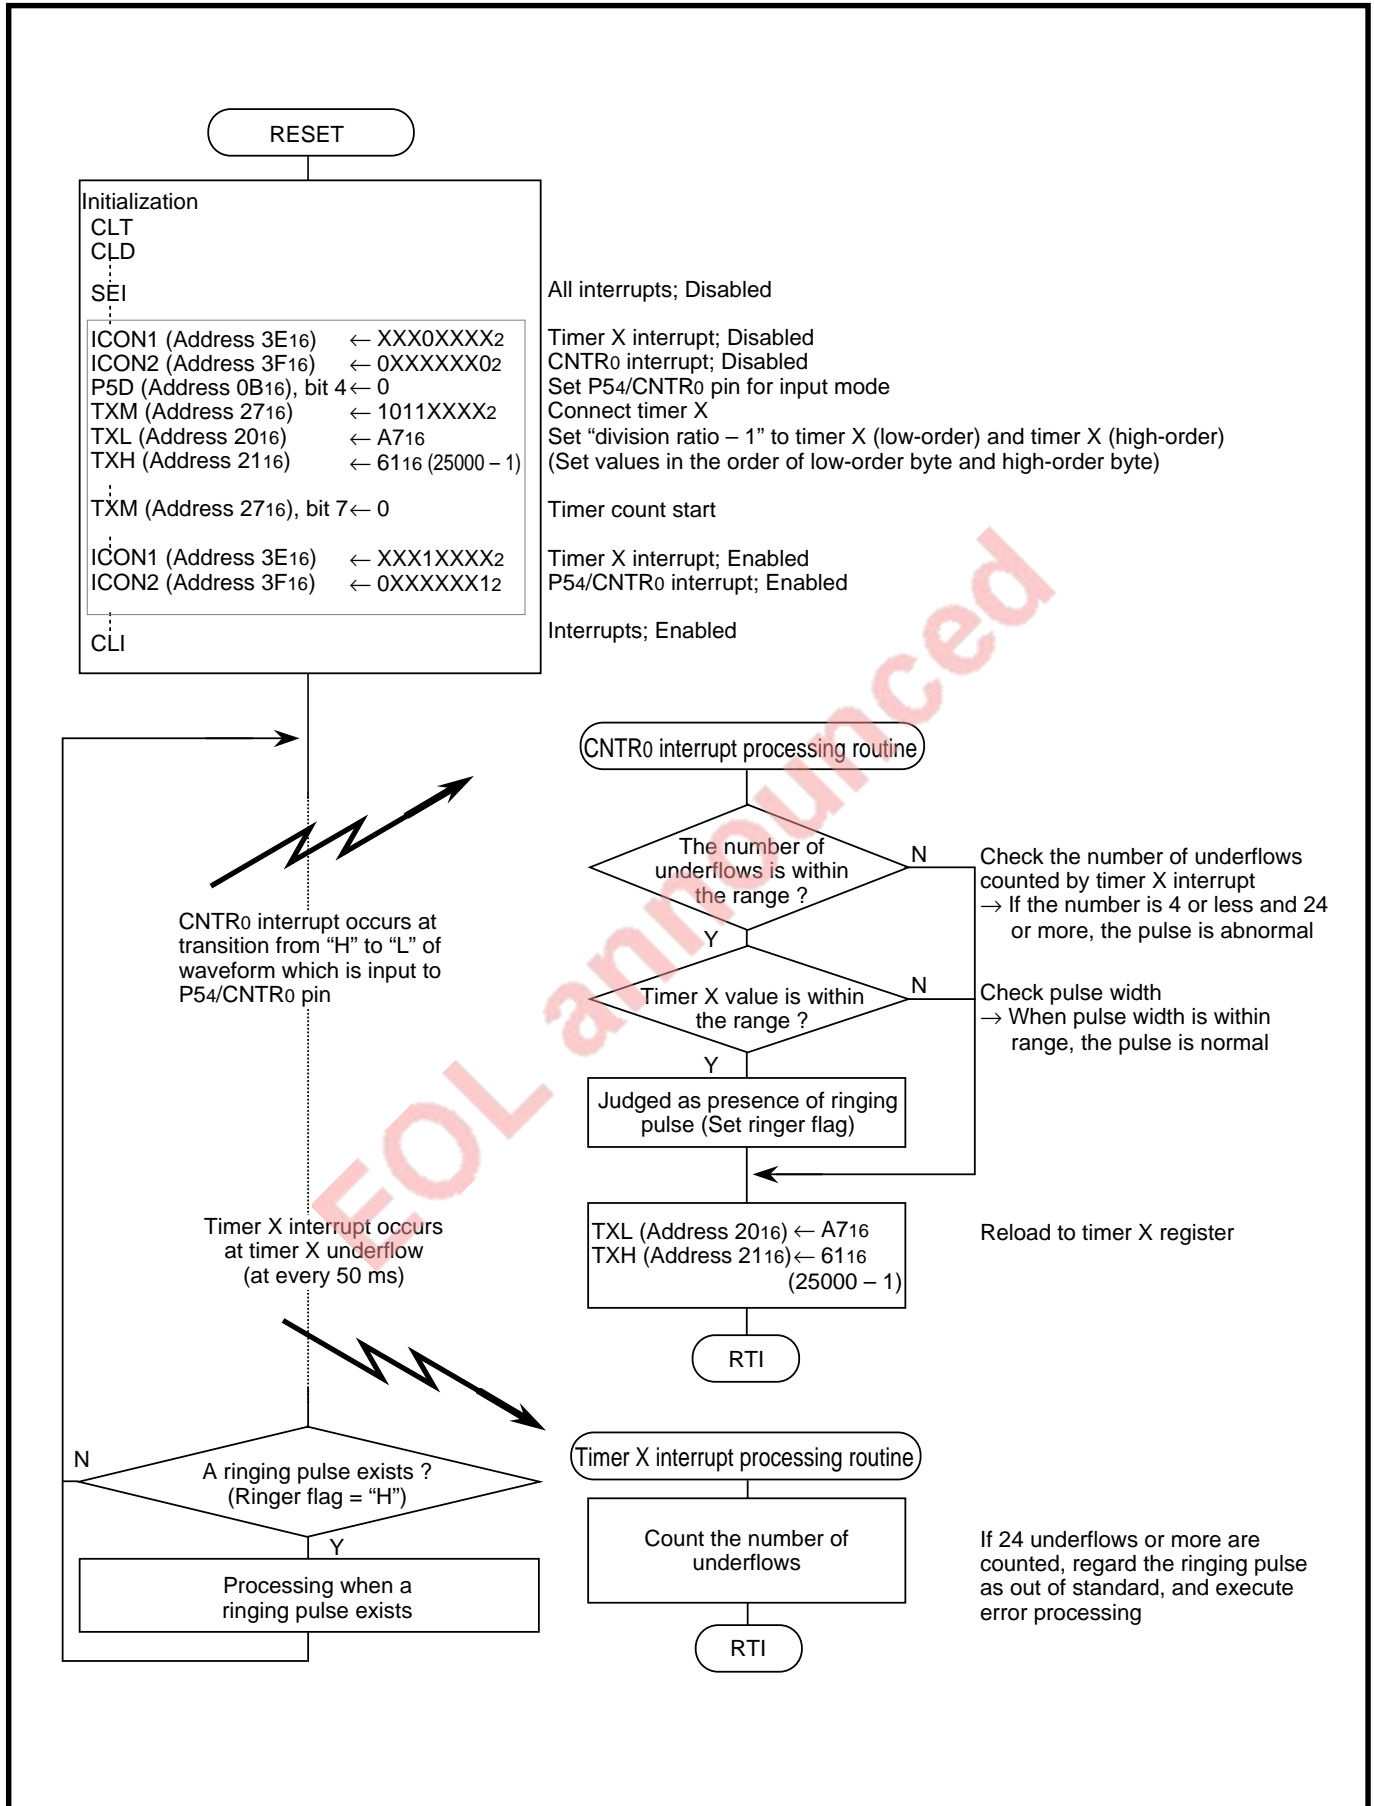 RESET
Initialization
CLT
CLD
SEI
All interrupts; Disabled
ICON1 (Address 3E16) ← XXX0XXXX2
Timer X interrupt; Disabled
ICON2 (Address 3F16) ← 0XXXXXX02
CNTR0 interrupt; Disabled
P5D (Address 0B16), bit 4 ← 0
Set P54/CNTR0 pin for input mode
TXM (Address 2716) ← 1011XXXX2
Connect timer X
TXL (Address 2016) ← A716
Set “division ratio – 1” to timer X (low-order) and timer X (high-order)
TXH (Address 2116) ← 6116 (25000 – 1)
(Set values in the order of low-order byte and high-order byte)
TXM (Address 2716), bit 7 ← 0
Timer count start
ICON1 (Address 3E16) ← XXX1XXXX2
Timer X interrupt; Enabled
ICON2 (Address 3F16) ← 0XXXXXX12
P54/CNTR0 interrupt; Enabled
CLI
Interrupts; Enabled
CNTR0 interrupt occurs at
transition from “H” to “L” of
waveform which is input to
P54/CNTR0 pin
Timer X interrupt occurs
at timer X underflow
(at every 50 ms)
N
A ringing pulse exists ?
(Ringer flag = “H”)
Y
Processing when a
ringing pulse exists
CNTR0 interrupt processing routine
The number of
underflows is within
the range ?
N
Y
Check the number of underflows
counted by timer X interrupt
→ If the number is 4 or less and 24
or more, the pulse is abnormal
Timer X value is within
the range ?
N
Y
Check pulse width
→ When pulse width is within
range, the pulse is normal
Judged as presence of ringing
pulse (Set ringer flag)
TXL (Address 2016) ← A716
TXH (Address 2116) ← 6116
(25000 – 1)
Reload to timer X register
RTI
Timer X interrupt processing routine
Count the number of
underflows
If 24 underflows or more are
counted, regard the ringing pulse
as out of standard, and execute
error processing
RTI
EOL announced